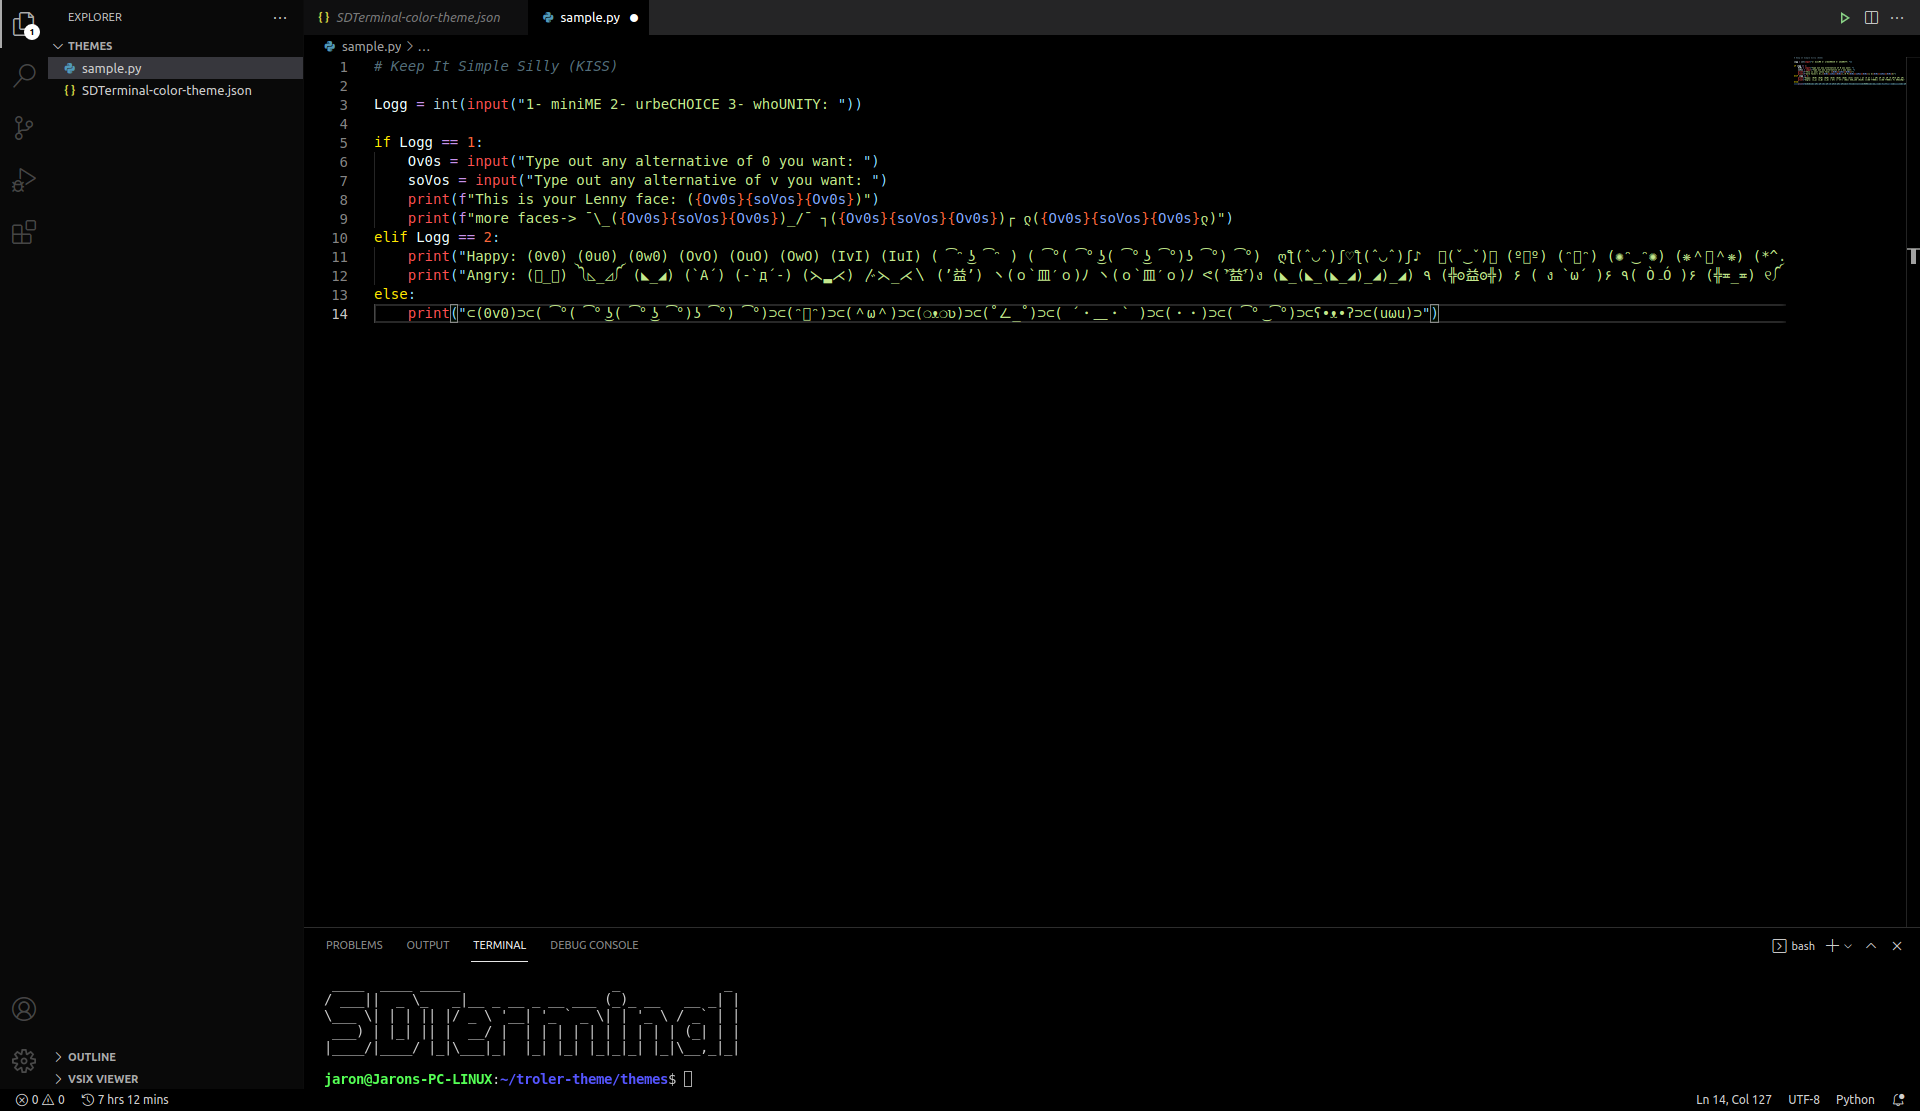 EXPLORER
THEMES
sample.py
SDTerminal-color-theme.json
OUTLINE
VSIX VIEWER
1
SDTerminal-color-theme.json
sample.py
sample.py > ...
1 # Keep It Simple Silly (KISS)
2
3 Logg = int(input("1- miniME 2- urbeCHOICE 3- whoUNITY: "))
4
5 if Logg == 1:
6 Ov0s = input("Type out any alternative of 0 you want: ")
7 soVos = input("Type out any alternative of v you want: ")
8 print(f"This is your Lenny face: ({Ov0s}{soVos}{Ov0s})")
9 print(f"more faces-> ¯\_({Ov0s}{soVos}{Ov0s})_/¯ ┐({Ov0s}{soVos}{Ov0s})┌ ლ({Ov0s}{soVos}{Ov0s}ლ)")
10 elif Logg == 2:
11 print("Happy: (0v0) (0u0) (0w0) (OvO) (OuO) (OwO) (IvI) (IuI)
12 print("Angry:
13 else:
14 print("⊂(0v0)⊃⊂
PROBLEMS
OUTPUT
TERMINAL
DEBUG CONSOLE
bash
SDTerminal
jaron@Jarons-PC-LINUX:~/troler-theme/themes$
0 0 7 hrs 12 mins
Ln 14, Col 127 UTF-8 Python